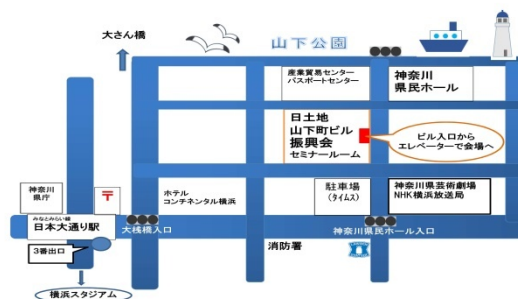 大さん橋
山下公園
産業貿易センター
パスポートセンター
神奈川
県民ホール
日土地
山下町ビル
振興会
セミナールーム
ビル入口から
エレベーターで会場へ
神奈川
県庁
〒
ホテル
コンチネンタル横浜
駐車場
(タイムズ)
神奈川県芸術劇場
NHK横浜放送局
みなとみらい線
日本大通り駅
大桟橋入口
神奈川県民ホール入口
3番出口
消防署
横浜スタジアム